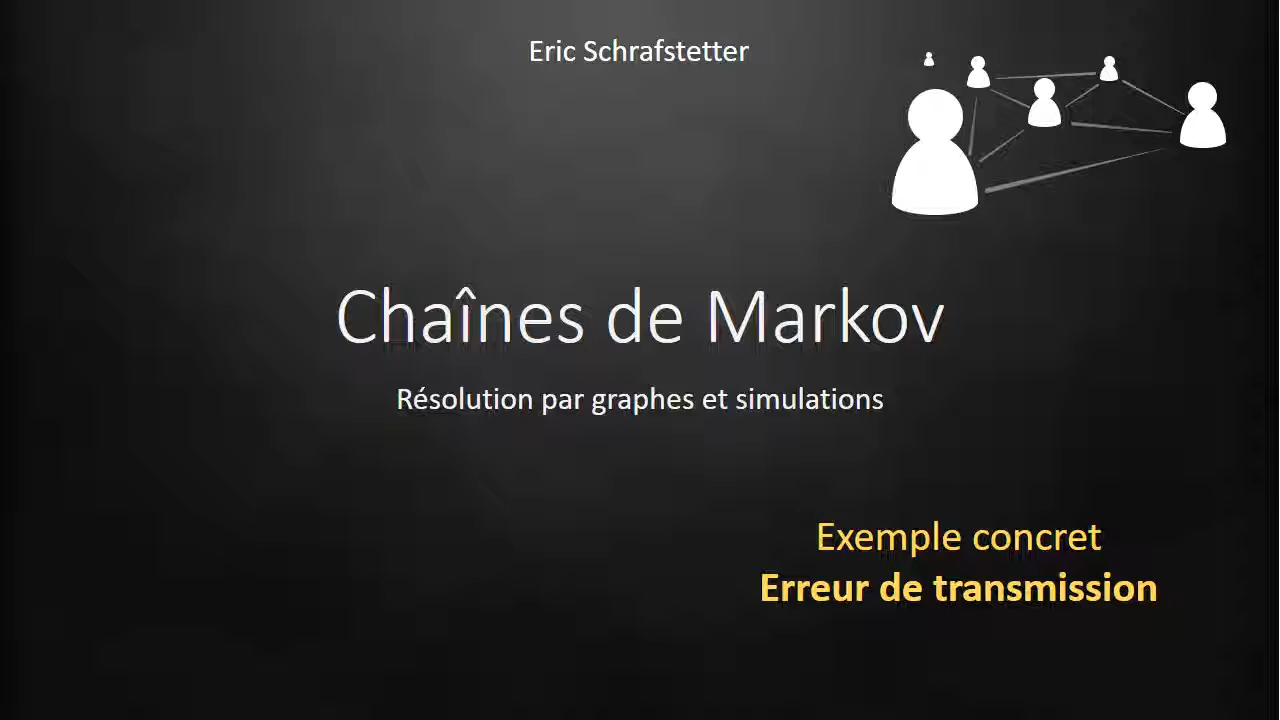 Eric Schrafstetter
Chaînes de Markov
Résolution par graphes et simulations
Exemple concret
Erreur de transmission